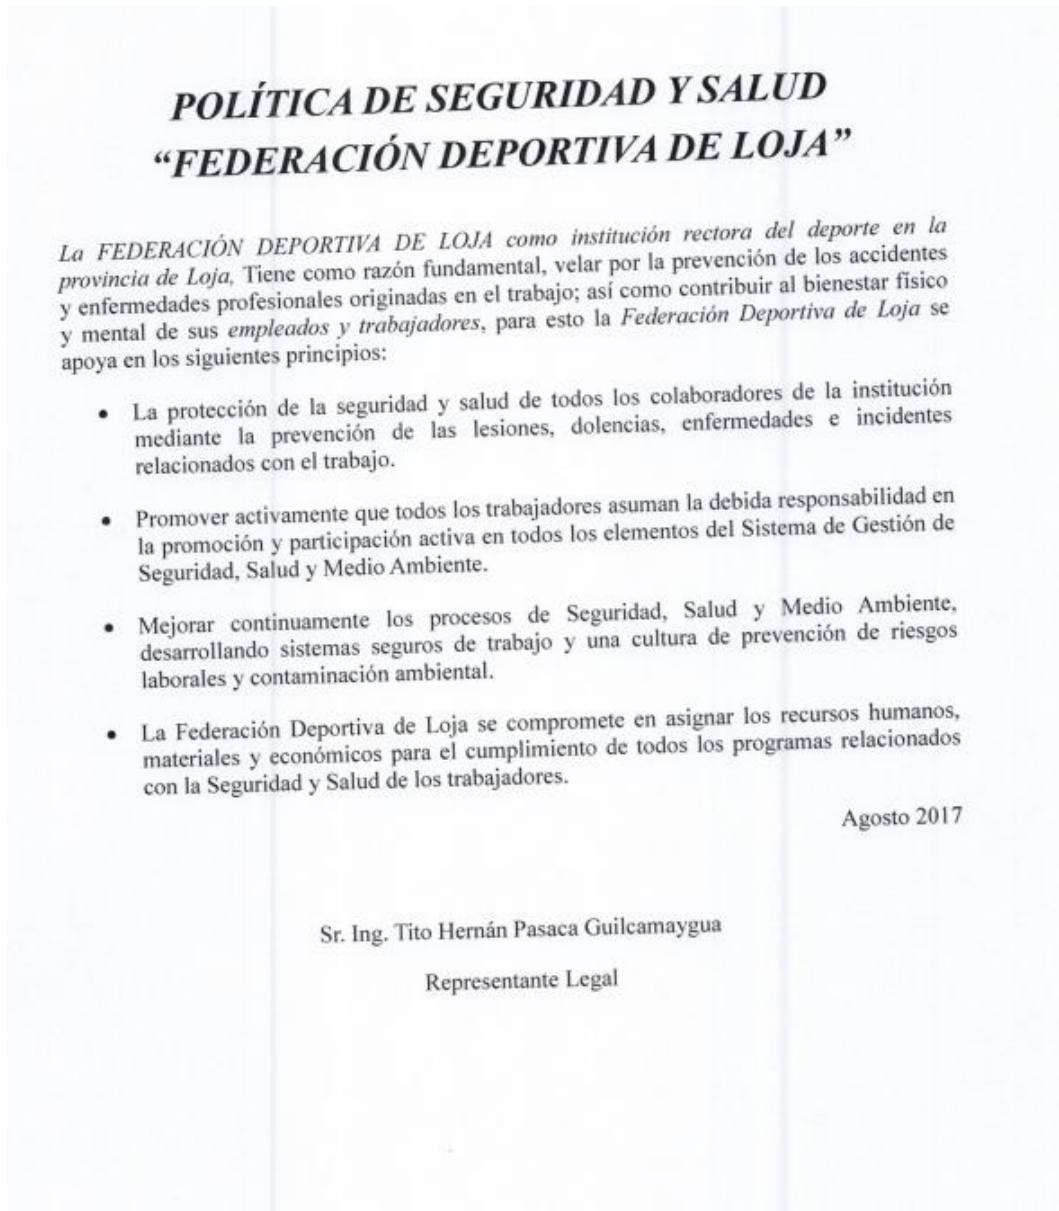 POLÍTICA DE SEGURIDAD Y SALUD
“FEDERACIÓN DEPORTIVA DE LOJA”
La FEDERACIÓN DEPORTIVA DE LOJA como institución rectora del deporte en la
provincia de Loja, Tiene como razón fundamental, velar por la prevención de los accidentes
y enfermedades profesionales originadas en el trabajo; así como contribuir al bienestar físico
y mental de sus empleados y trabajadores, para esto la Federación Deportiva de Loja se
apoya en los siguientes principios:
• La protección de la seguridad y salud de todos los colaboradores de la institución
mediante la prevención de las lesiones, dolencias, enfermedades e incidentes
relacionados con el trabajo.
• Promover activamente que todos los trabajadores asuman la debida responsabilidad en
la promoción y participación activa en todos los elementos del Sistema de Gestión de
Seguridad, Salud y Medio Ambiente.
• Mejorar continuamente los procesos de Seguridad, Salud y Medio Ambiente,
desarrollando sistemas seguros de trabajo y una cultura de prevención de riesgos
laborales y contaminación ambiental.
• La Federación Deportiva de Loja se compromete en asignar los recursos humanos,
materiales y económicos para el cumplimiento de todos los programas relacionados
con la Seguridad y Salud de los trabajadores.
Agosto 2017
Sr. Ing. Tito Hernán Pasaca Guilcamaygua
Representante Legal